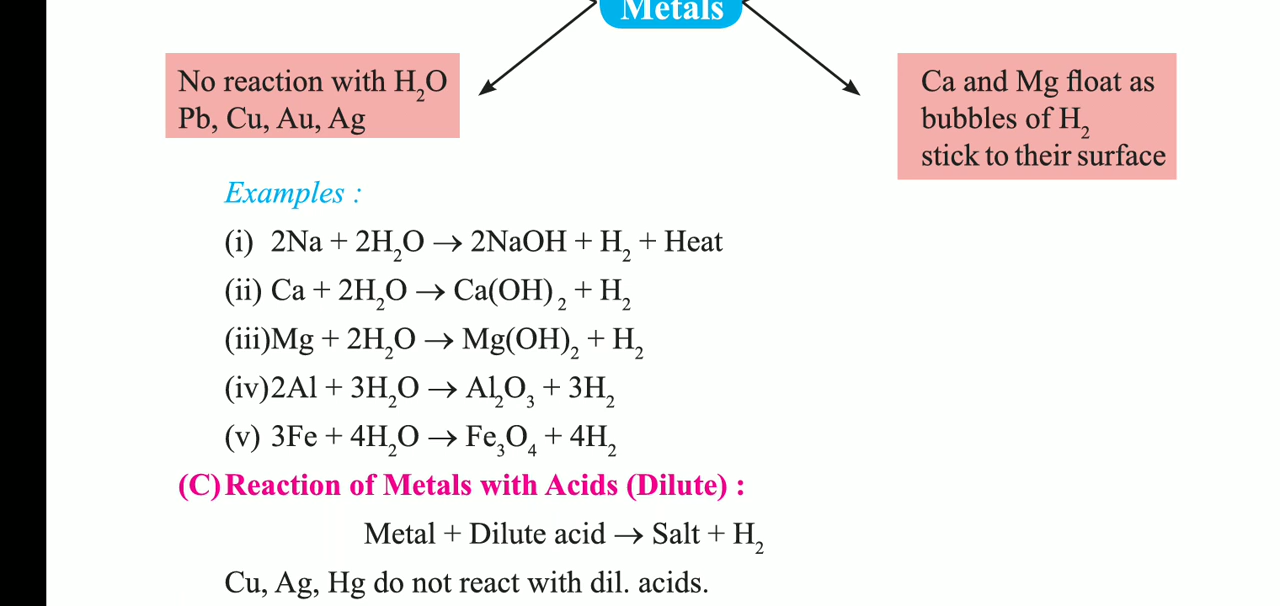 Metals
No reaction with H₂O
Pb, Cu, Au, Ag
Ca and Mg float as
bubbles of H₂
stick to their surface
Examples :
(i) 2Na + 2H₂O → 2NaOH + H₂ + Heat
(ii) Ca + 2H₂O → Ca(OH)₂ + H₂
(iii)Mg + 2H₂O → Mg(OH)₂ + H₂
(iv)2Al + 3H₂O → Al₂O₃ + 3H₂
(v) 3Fe + 4H₂O → Fe₃O₄ + 4H₂
(C) Reaction of Metals with Acids (Dilute) :
Metal + Dilute acid → Salt + H₂
Cu, Ag, Hg do not react with dil. acids.